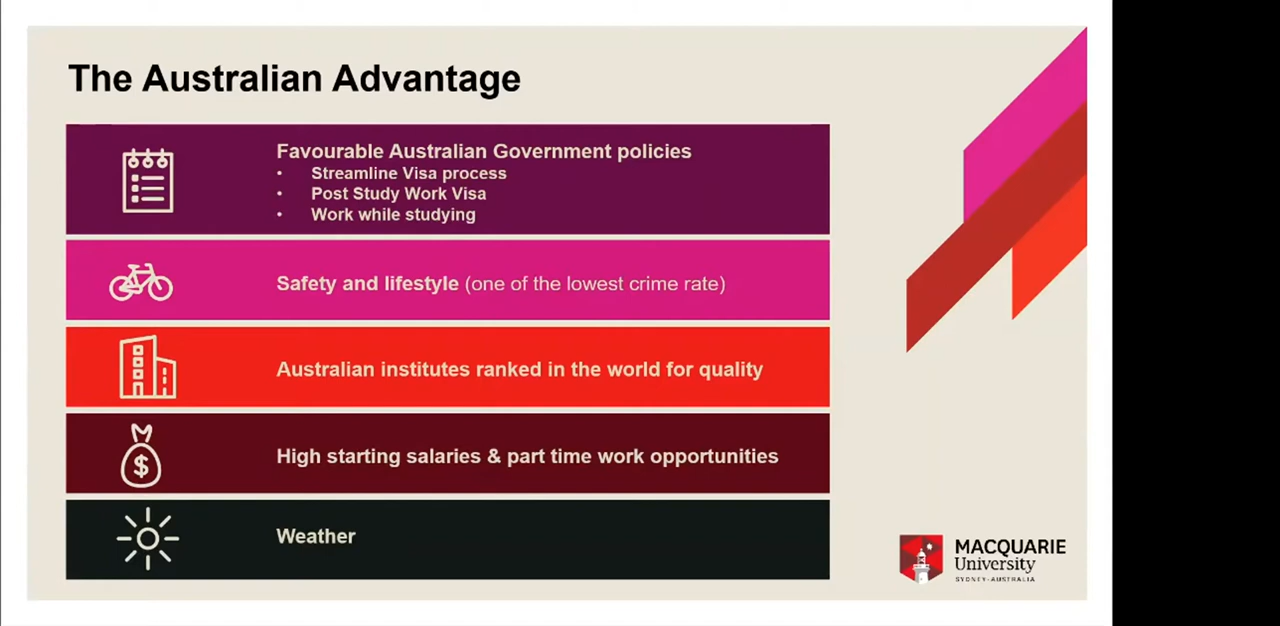 The Australian Advantage
Favourable Australian Government policies
• Streamline Visa process
• Post Study Work Visa
• Work while studying
Safety and lifestyle (one of the lowest crime rate)
Australian institutes ranked in the world for quality
$
High starting salaries & part time work opportunities
Weather
MACQUARIE
University
SYDNEY-AUSTRALIA